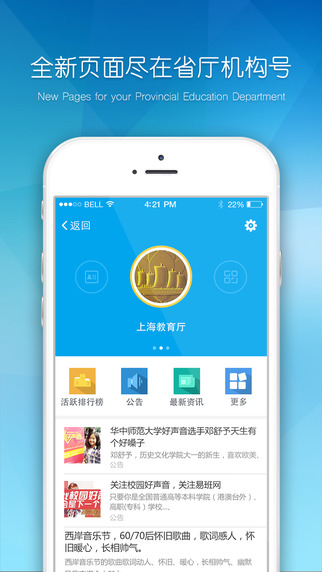 全新页面尽在省厅机构号
New Pages for your Provincial Education Department
BELL 4:21 PM 22%
返回
上海教育厅
活跃排行榜 公告 最新资讯 更多
华中师范大学好声音选手邓舒予天生有
个好嗓子
邓舒予，历史文化学院大一的新生，喜欢欧美、
公告
关注校园好声音，关注易班网
只要你是全国普通高等本科学院（港澳台外）、
高职(专科）学校...
公告
西岸音乐节，60/70后怀旧歌曲，歌词感人，怀
旧暖心，长相帅气。
西岸音乐节歌曲歌词动人、怀旧、暖心、长相帅气、幽默